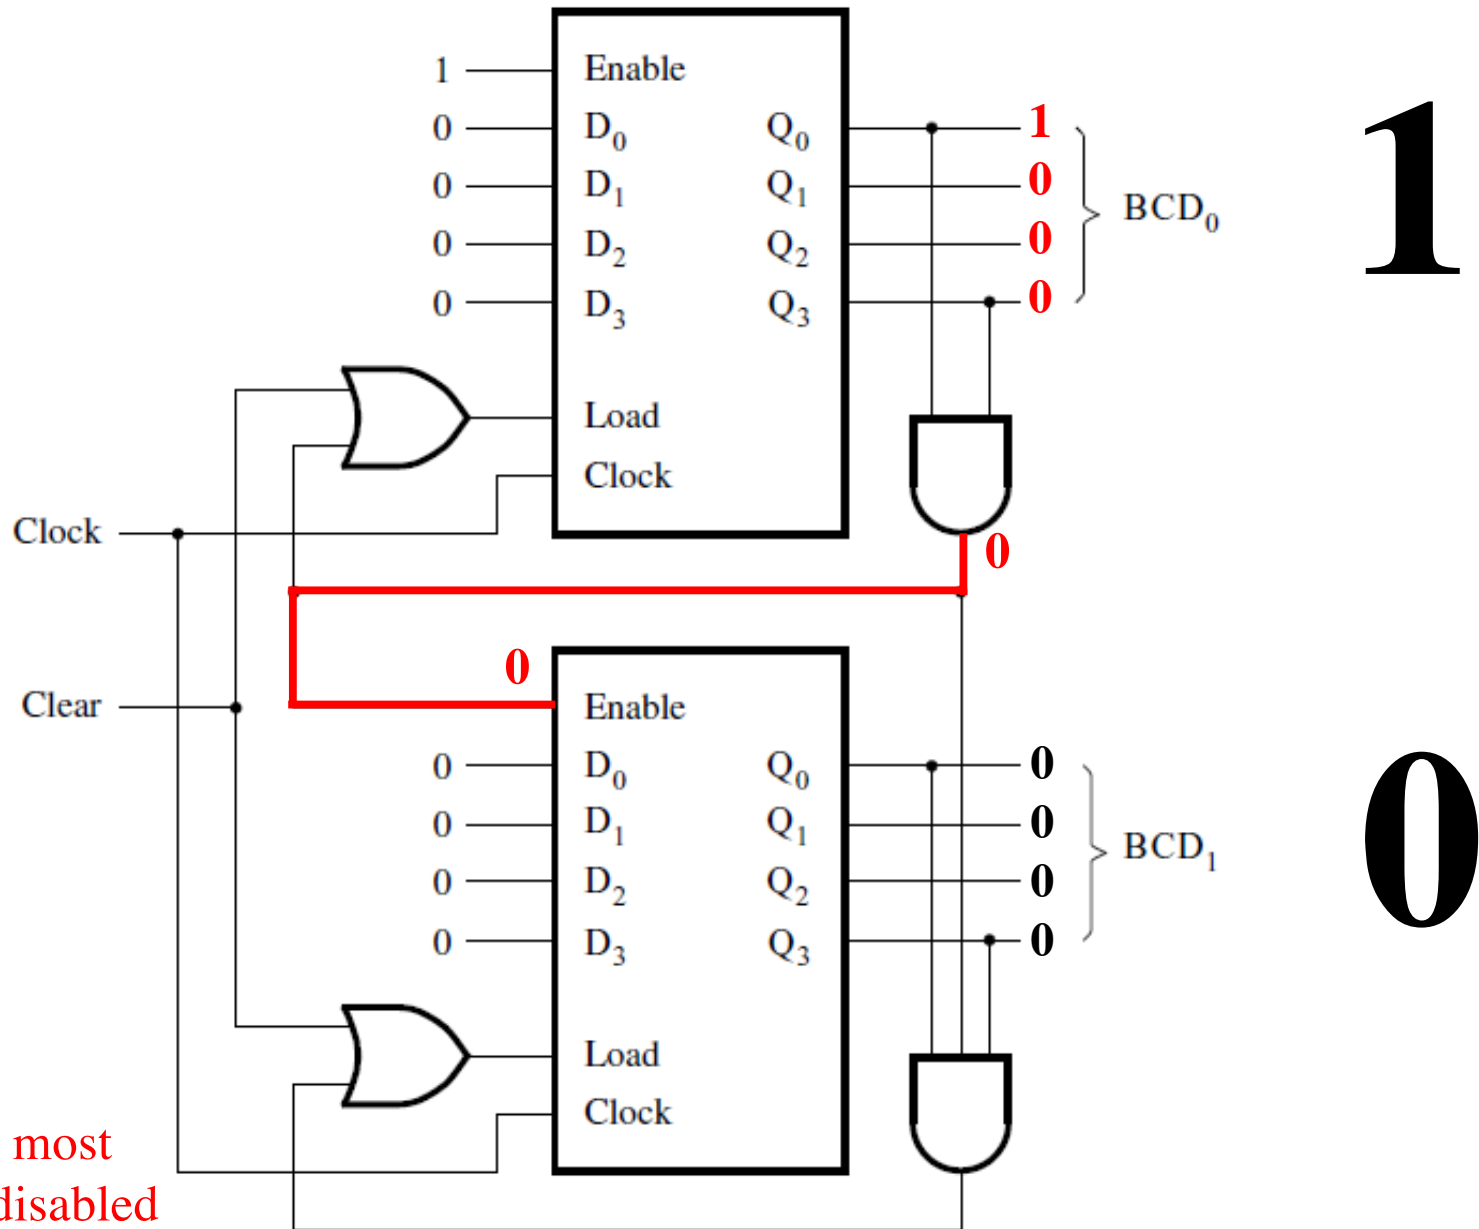 1 Enable
0 D0 Q0 1
0 D1 Q1 0
0 D2 Q2 0
0 D3 Q3 0
BCD0
1
Load
Clock
Clock
0
0
Clear
Enable
0 D0 Q0 0
0 D1 Q1 0
0 D2 Q2 0
0 D3 Q3 0
BCD1
0
Load
Clock
most
disabled